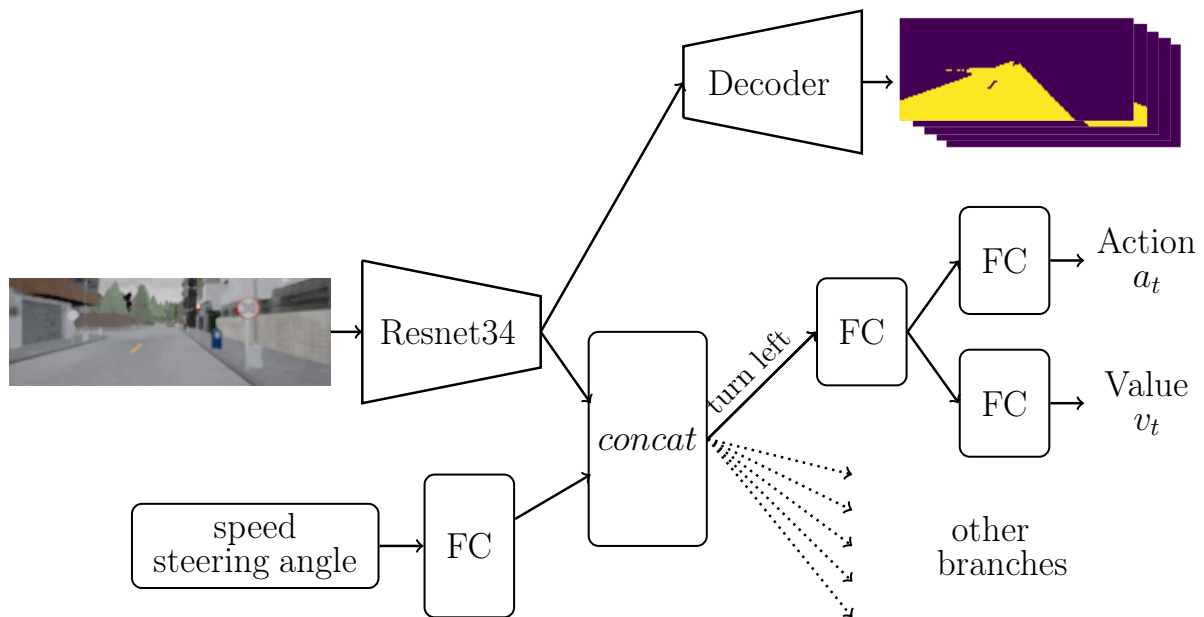 Decoder
Resnet34
turn left
FC
FC
Action
a_t
FC
Value
v_t
concat
speed
steering angle
FC
other
branches